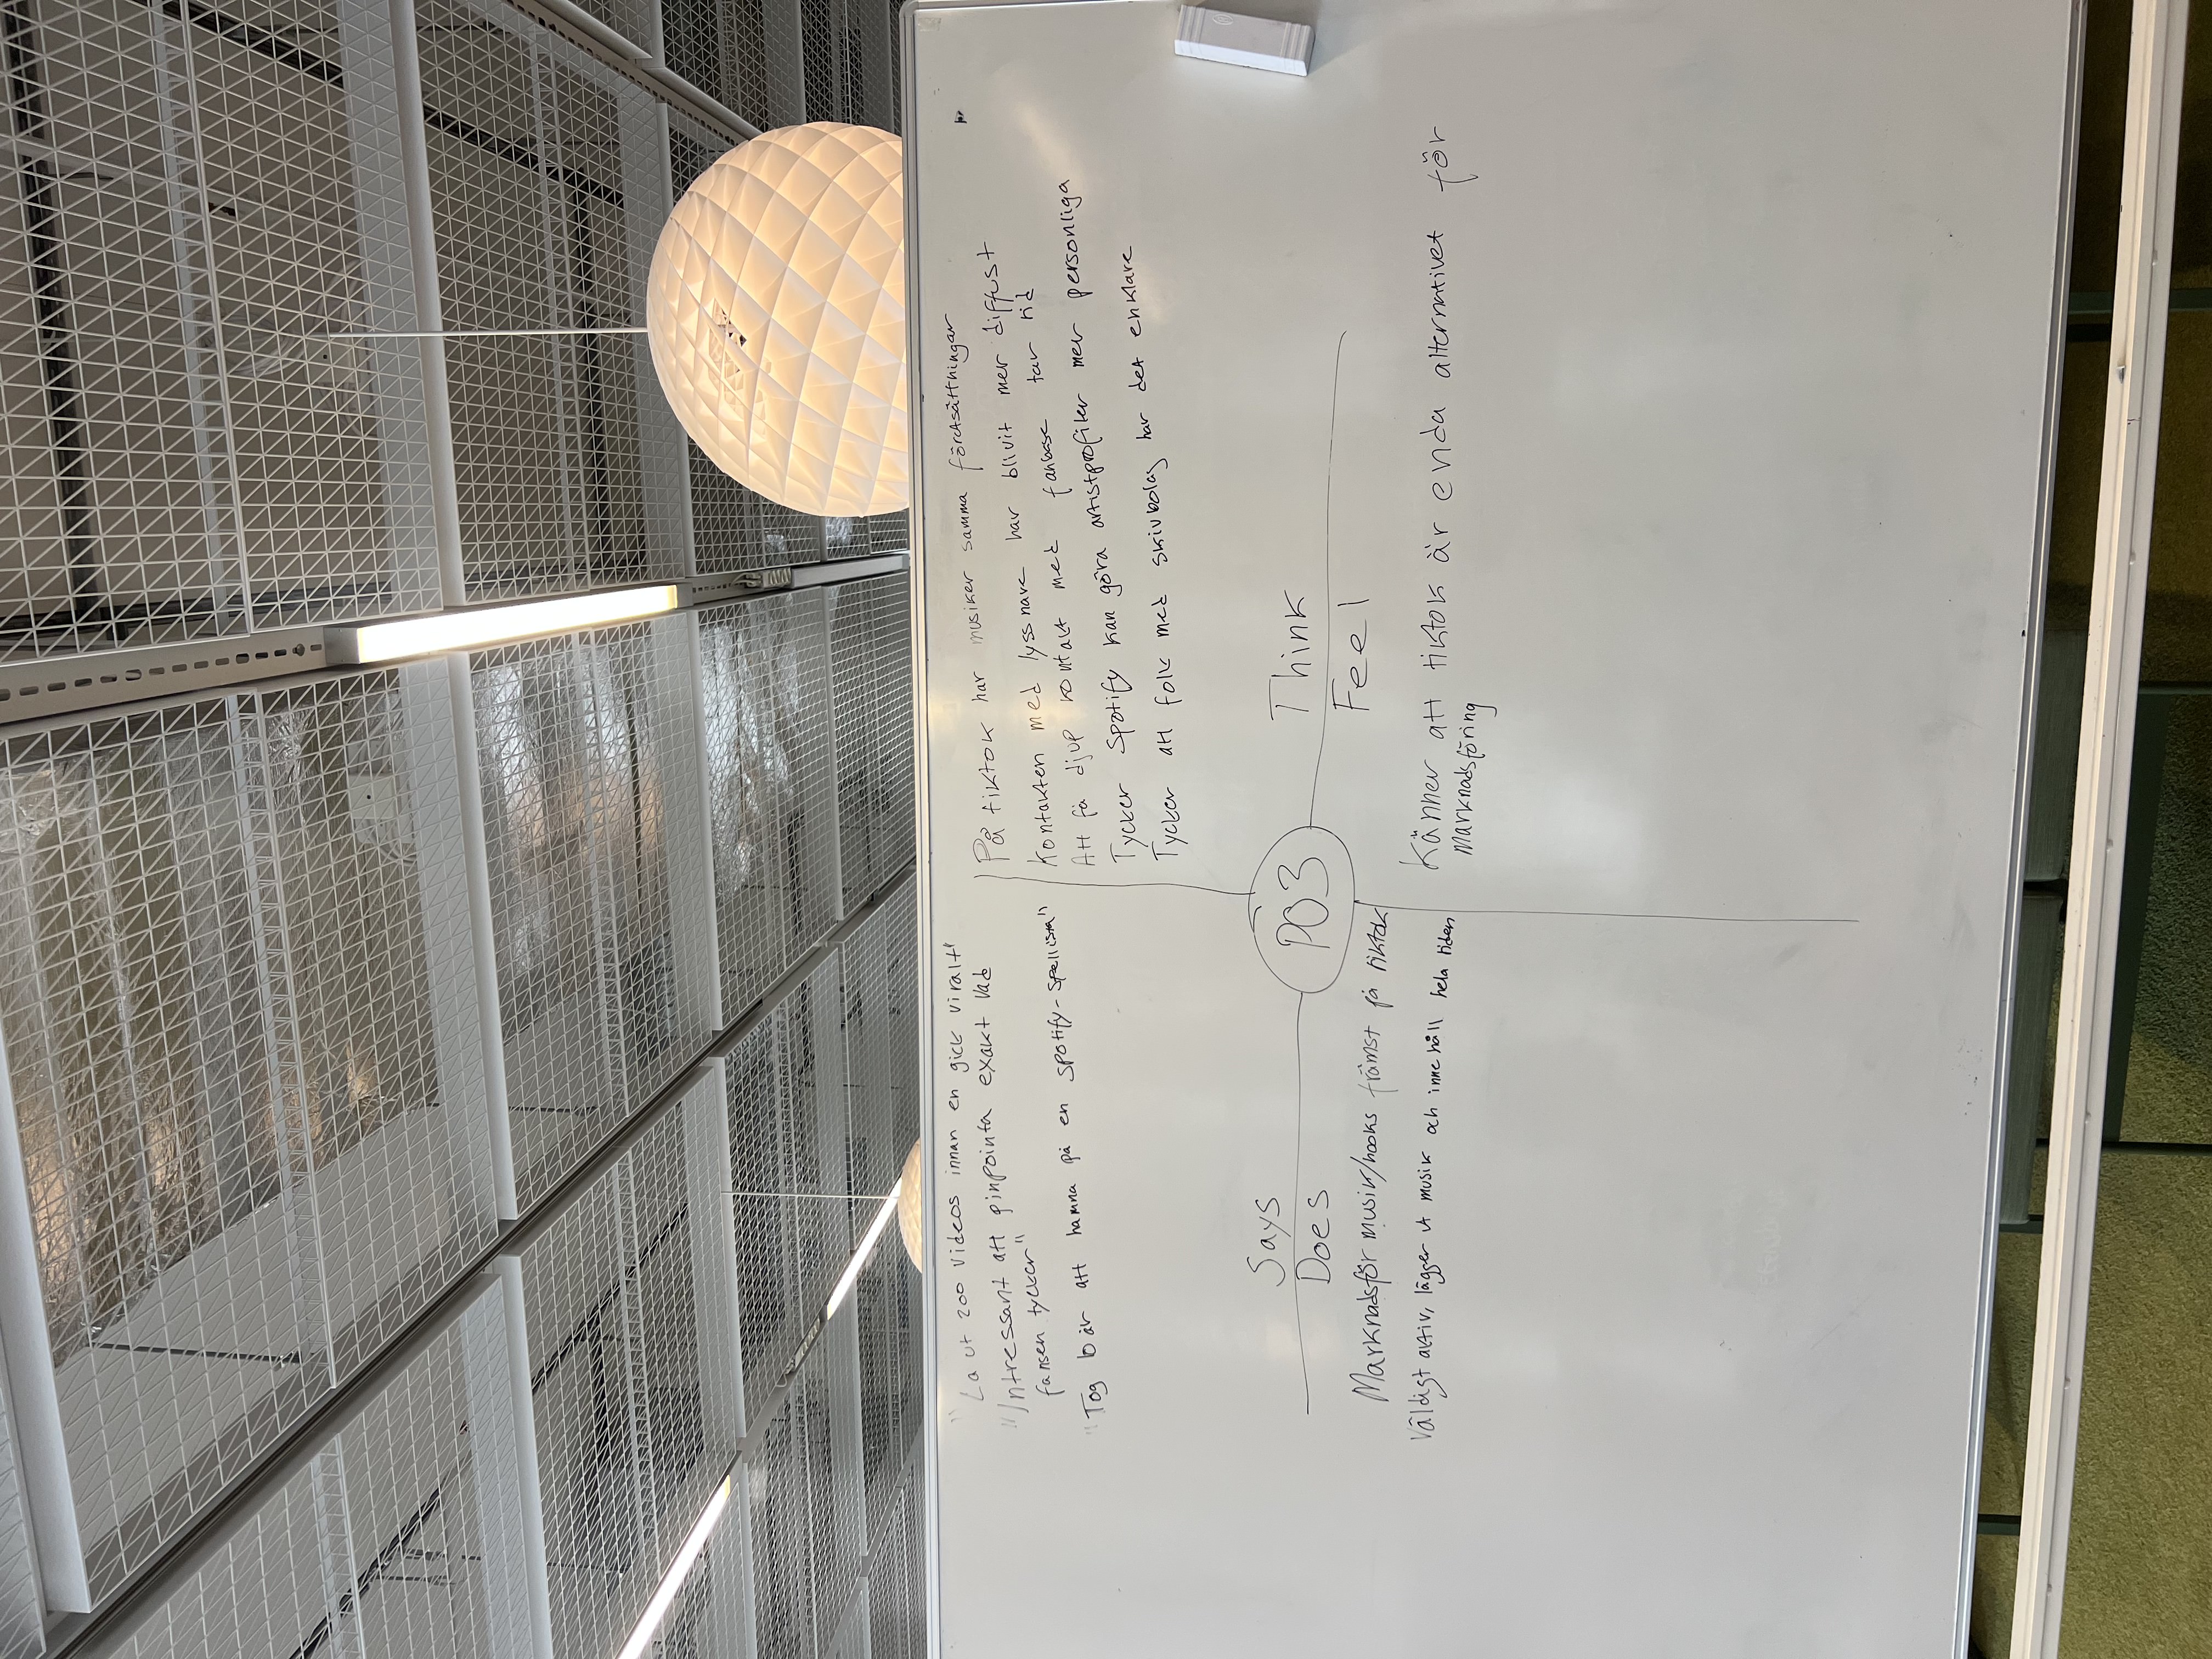 "La ut 200 videos innan en gick viralt"
"Intressant att pinpointa exakt vad
fansen tycker"
"Tog 10 år att hamna på en spotify-spellista"
På tiktok har musiker samma förutsättningar
Kontakten med lyssnare har blivit mer diffust
Att få djup kontakt med fanbase tar tid
Tycker Spotify kan göra artistprofiler mer personliga
Tycker att folk med skivbolag har det enklare
Says
Does
PO3
Think
Feel
Marknadsför musik/hooks främst på tiktok
Väldigt aktiv, lägger ut musik och innehåll hela tiden
Känner att tiktok är enda alternativet för
marknadsföring